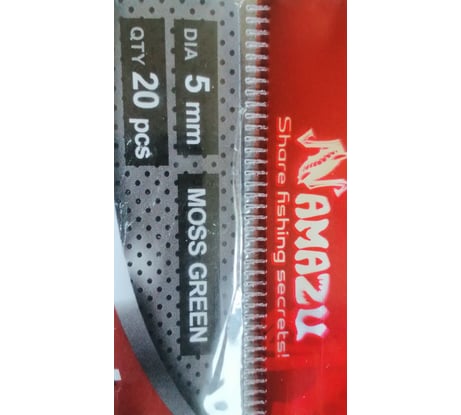 NAMAZU
Share fishing secrets!
DIA 5 mm
MOSS GREEN
QTY 20 pcs